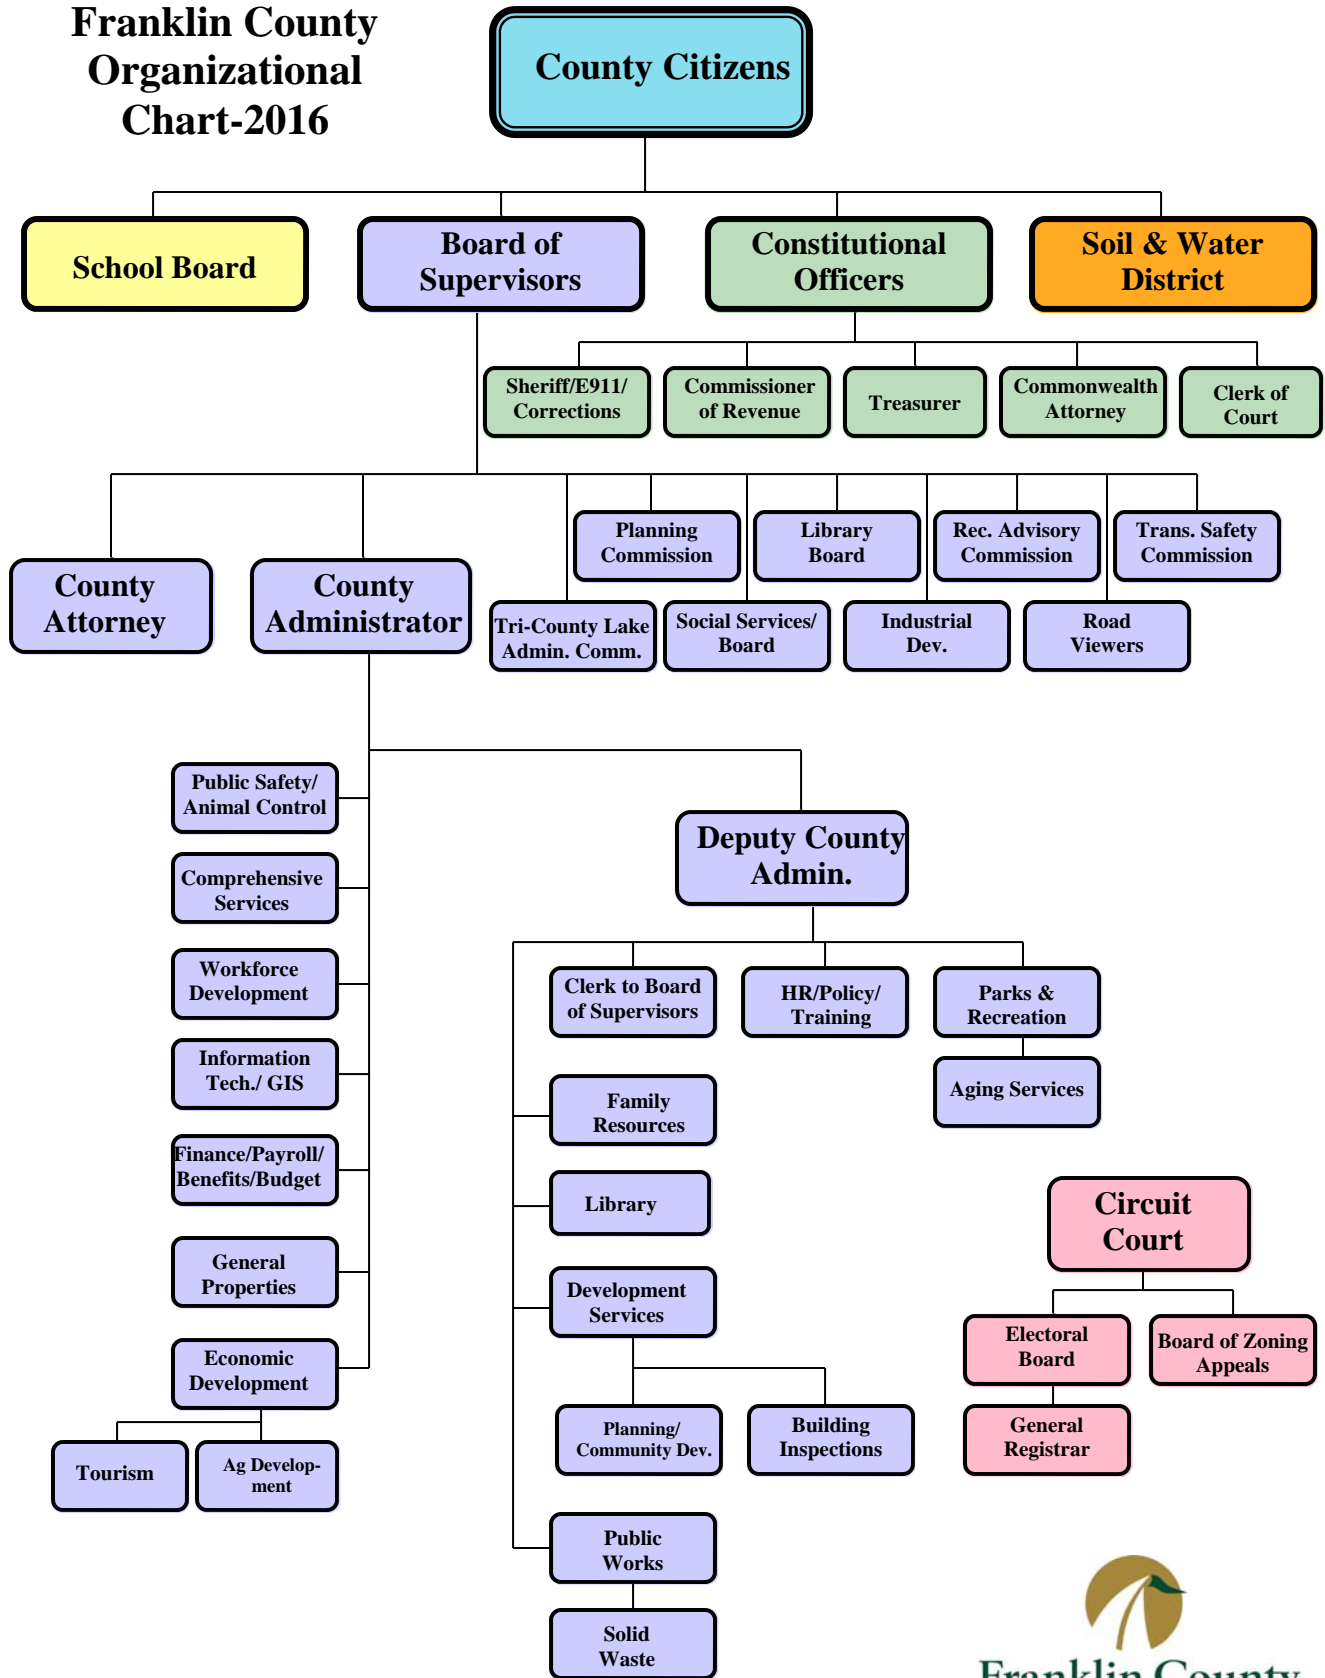 Franklin County
Organizational
Chart-2016
County Citizens
School Board
Board of
Supervisors
Constitutional
Officers
Soil & Water
District
Sheriff/E911/
Corrections
Commissioner
of Revenue
Treasurer
Commonwealth
Attorney
Clerk of
Court
Planning
Commission
Library
Board
Rec. Advisory
Commission
Trans. Safety
Commission
County
Attorney
County
Administrator
Tri-County Lake
Admin. Comm.
Social Services/
Board
Industrial
Dev.
Road
Viewers
Public Safety/
Animal Control
Comprehensive
Services
Workforce
Development
Information
Tech./ GIS
Finance/Payroll/
Benefits/Budget
General
Properties
Economic
Development
Tourism
Ag Develop-
ment
Deputy County
Admin.
Clerk to Board
of Supervisors
HR/Policy/
Training
Parks &
Recreation
Aging Services
Family
Resources
Library
Development
Services
Planning/
Community Dev.
Building
Inspections
Public
Works
Solid
Waste
Circuit
Court
Electoral
Board
Board of Zoning
Appeals
General
Registrar
Franklin County